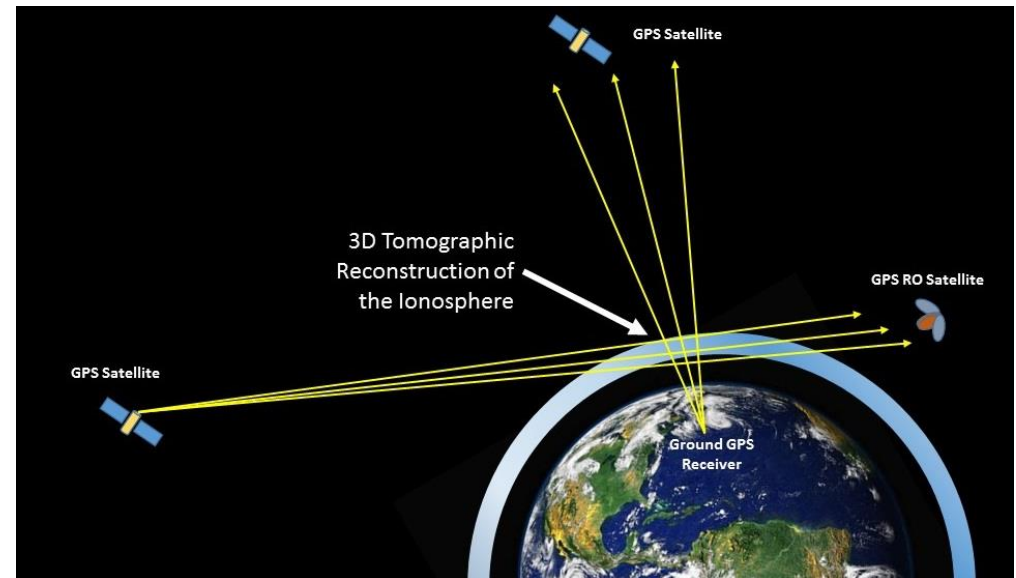 GPS Satellite
3D Tomographic
Reconstruction of
the Ionosphere
GPS RO Satellite
GPS Satellite
Ground GPS
Receiver